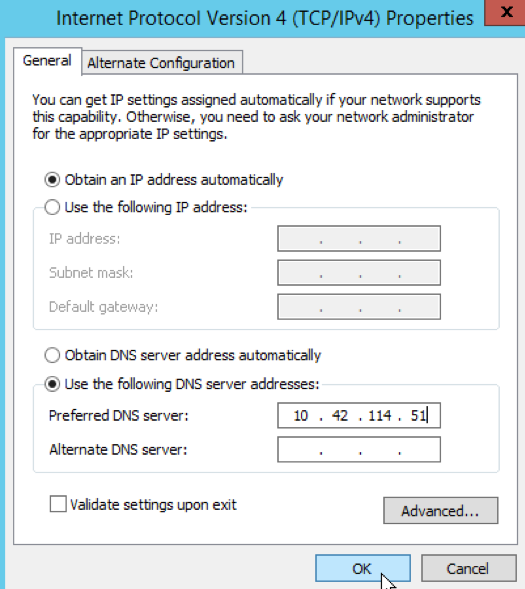 Internet Protocol Version 4 (TCP/IPv4) Properties
x
General
Alternate Configuration
You can get IP settings assigned automatically if your network supports
this capability. Otherwise, you need to ask your network administrator
for the appropriate IP settings.
Obtain an IP address automatically
Use the following IP address:
IP address:
. . .
Subnet mask:
. . .
Default gateway:
. . .
Obtain DNS server address automatically
Use the following DNS server addresses:
Preferred DNS server:
10 . 42 . 114 . 51
Alternate DNS server:
. . .
Validate settings upon exit
Advanced...
OK
Cancel